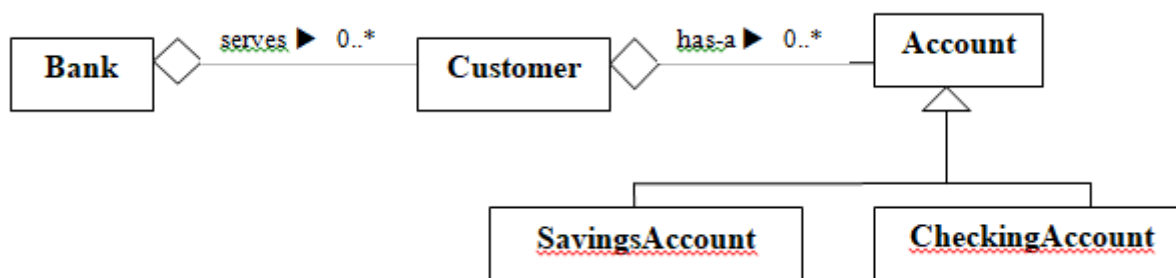 serves ▶ 0..*
has-a ▶ 0..*
Bank
Customer
Account
SavingsAccount
CheckingAccount